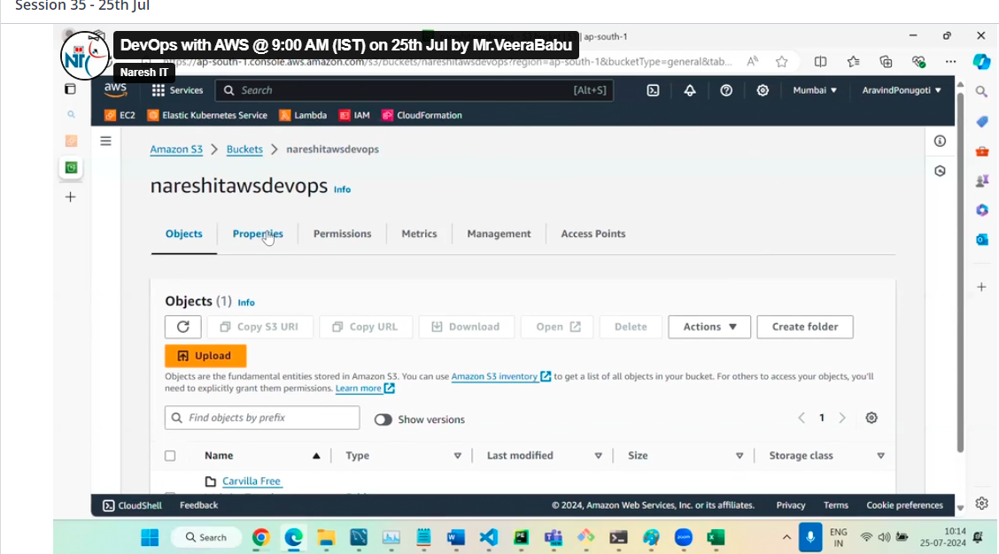 Session 35 - 25th Jul
DevOps with AWS @ 9:00 AM (IST) on 25th Jul by Mr.VeeraBabu
| ap-south-1
NiT
Naresh IT
https://ap-south-1.console.aws.amazon.com/s3/buckets/nareshitawsdevops?region=ap-south-1&bucketType=general&tab...
aws
Services
Search
[Alt+S]
Mumbai
AravindPonugoti
EC2
Elastic Kubernetes Service
Lambda
IAM
CloudFormation
Amazon S3 > Buckets > nareshitawsdevops
nareshitawsdevops Info
Objects
Properties
Permissions
Metrics
Management
Access Points
Objects (1) Info
Copy S3 URI
Copy URL
Download
Open
Delete
Actions
Create folder
Upload
Objects are the fundamental entities stored in Amazon S3. You can use Amazon S3 inventory to get a list of all objects in your bucket. For others to access your objects, you'll
need to explicitly grant them permissions. Learn more
Find objects by prefix
Show versions
1
Name
Type
Last modified
Size
Storage class
Carvilla Free
CloudShell
Feedback
© 2024, Amazon Web Services, Inc. or its affiliates.
Privacy
Terms
Cookie preferences
Search
zoom
ENG
IN
10:14
25-07-2024